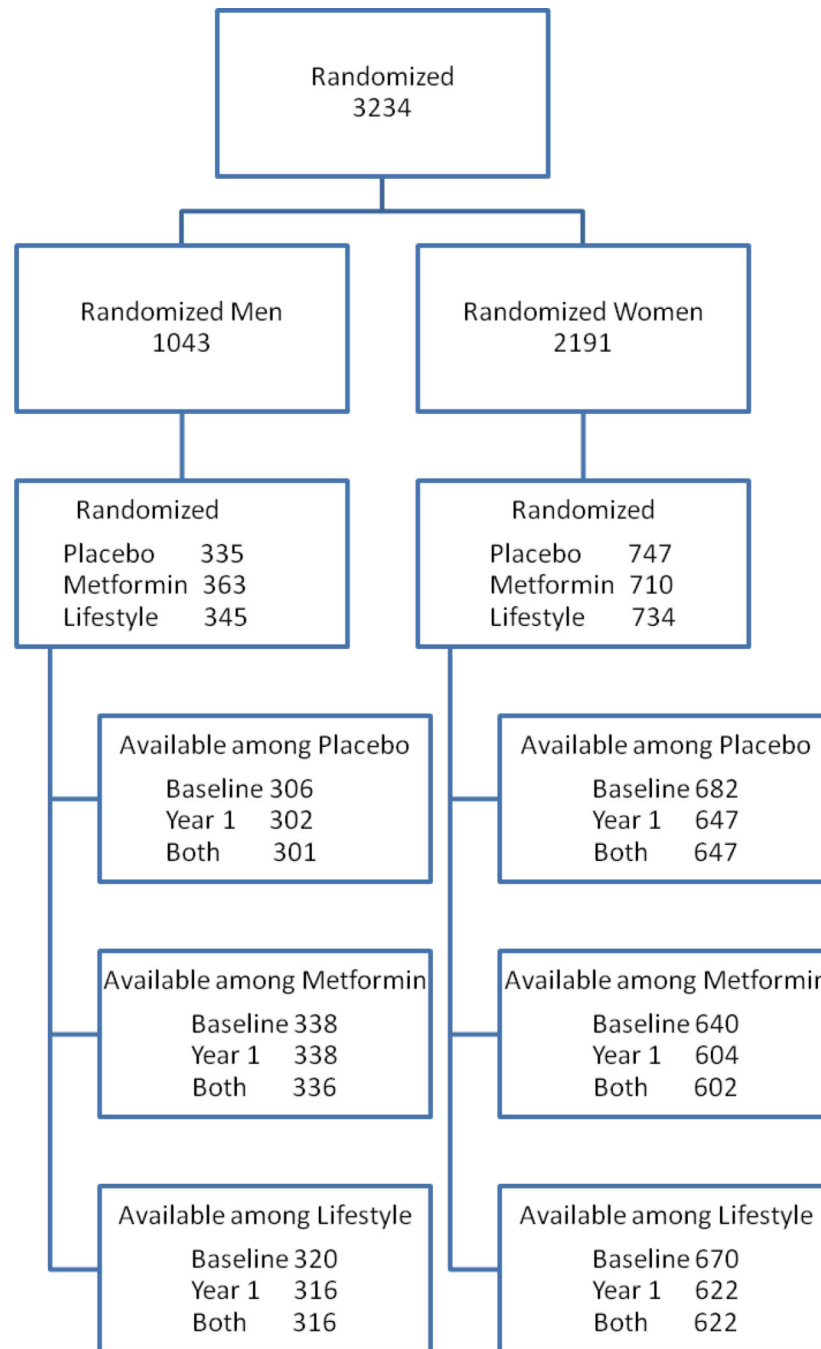 Randomized
3234
Randomized Men
1043
Randomized Women
2191
Randomized
Placebo 335
Metformin 363
Lifestyle 345
Randomized
Placebo 747
Metformin 710
Lifestyle 734
Available among Placebo
Baseline 306
Year 1 302
Both 301
Available among Placebo
Baseline 682
Year 1 647
Both 647
Available among Metformin
Baseline 338
Year 1 338
Both 336
Available among Metformin
Baseline 640
Year 1 604
Both 602
Available among Lifestyle
Baseline 320
Year 1 316
Both 316
Available among Lifestyle
Baseline 670
Year 1 622
Both 622